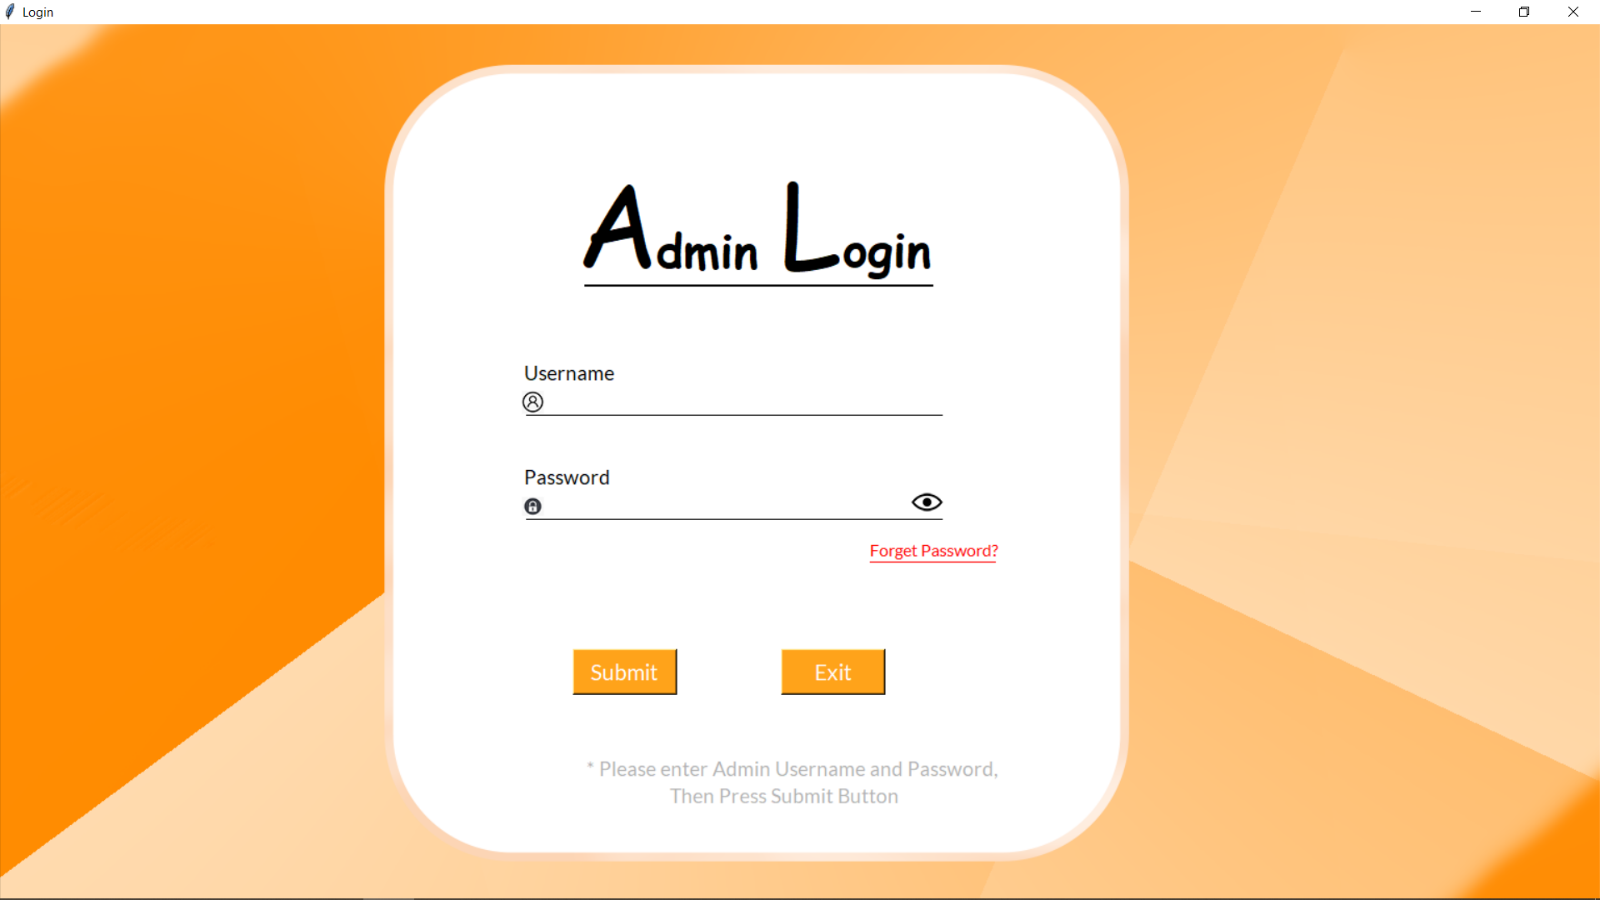 Login
Admin Login
Username
Password
Forget Password?
Submit
Exit
* Please enter Admin Username and Password,
Then Press Submit Button